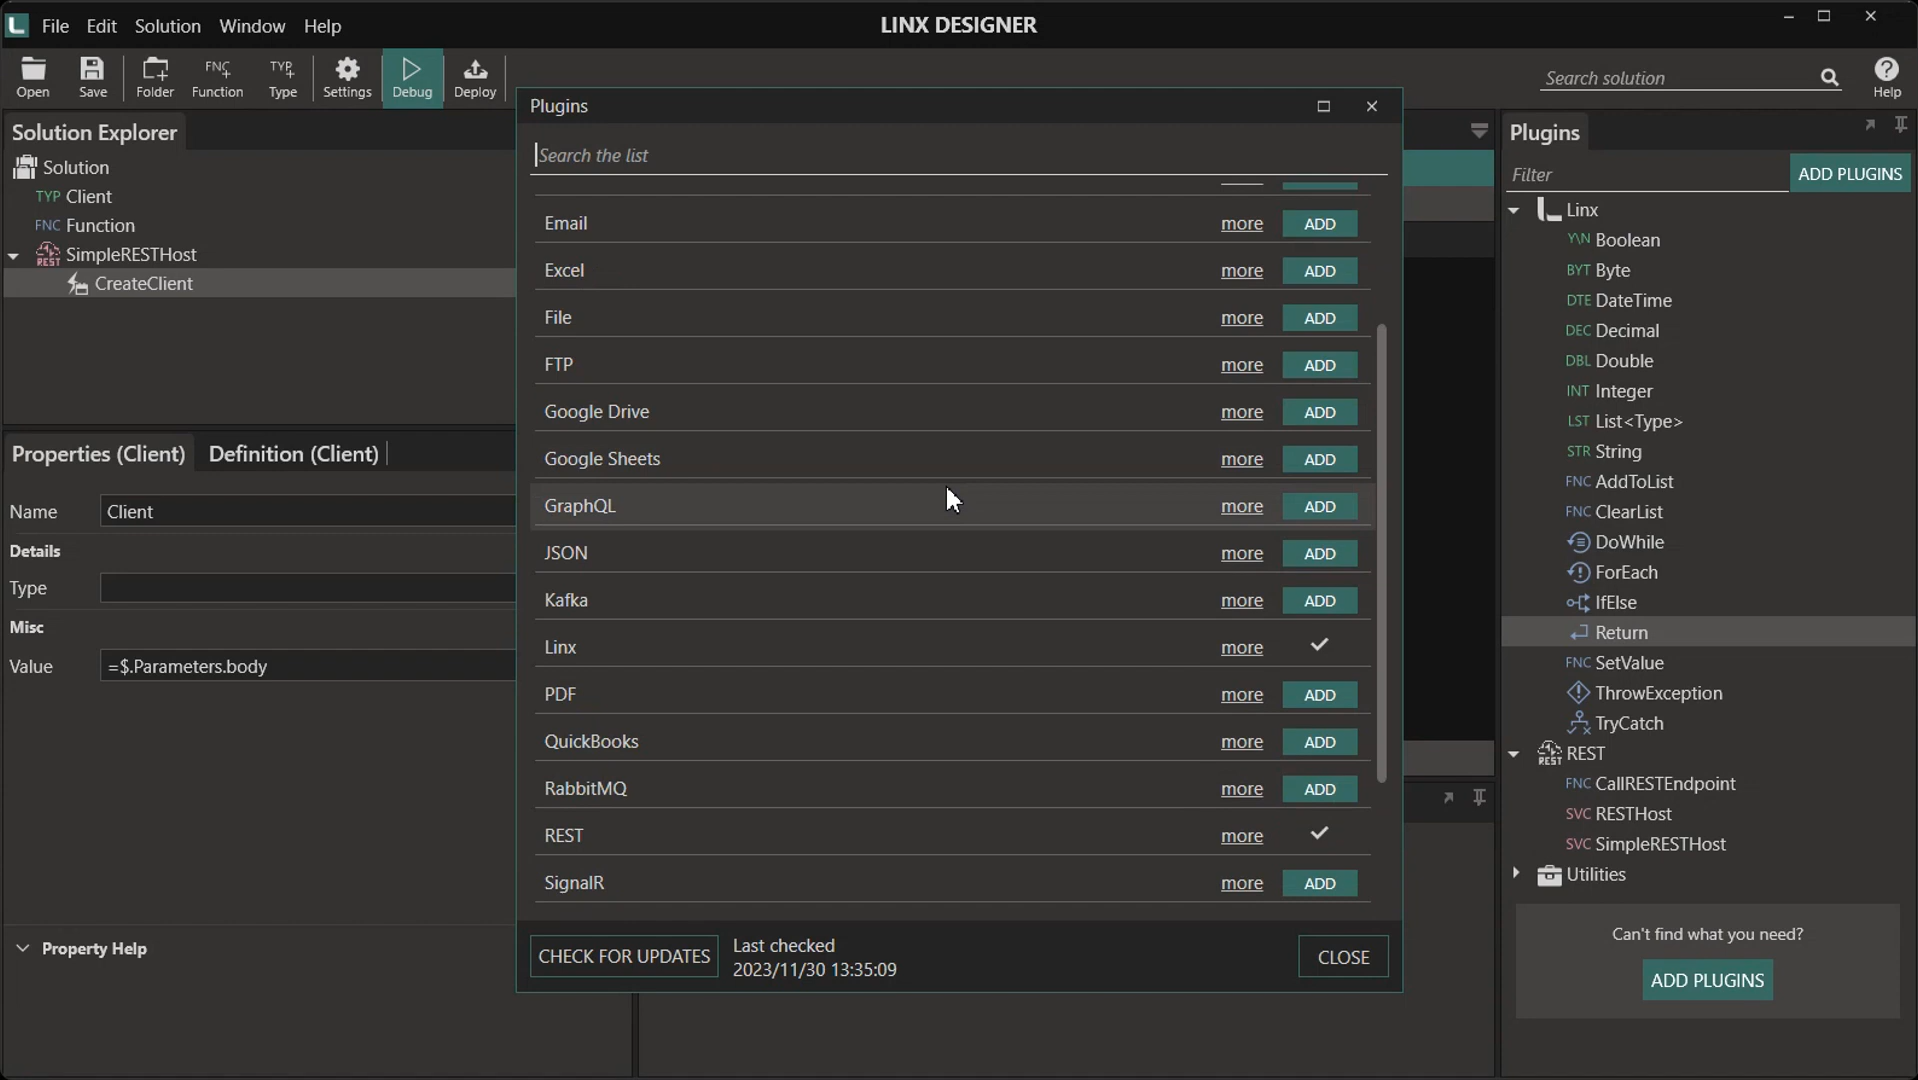 File Edit Solution Window Help
LINX DESIGNER
Open Save Folder Function Type Settings Debug Deploy
FNC+ TYP+
Search solution
Help
Solution Explorer
Solution
TYP Client
FNC Function
REST SimpleRESTHost
CreateClient
Properties (Client) Definition (Client)
Name Client
Details
Type
Misc
Value =$.Parameters.body
Property Help
Plugins
Search the list
Email more ADD
Excel more ADD
File more ADD
FTP more ADD
Google Drive more ADD
Google Sheets more ADD
GraphQL more ADD
JSON more ADD
Kafka more ADD
Linx more
PDF more ADD
QuickBooks more ADD
RabbitMQ more ADD
REST more
SignalR more ADD
CHECK FOR UPDATES
Last checked
2023/11/30 13:35:09
CLOSE
Plugins
Filter
ADD PLUGINS
Linx
Y\N Boolean
BYT Byte
DTE DateTime
DEC Decimal
DBL Double
INT Integer
LST List<Type>
STR String
FNC AddToList
FNC ClearList
DoWhile
ForEach
IfElse
Return
FNC SetValue
ThrowException
TryCatch
REST REST
FNC CallRESTEndpoint
SVC RESTHost
SVC SimpleRESTHost
Utilities
Can't find what you need?
ADD PLUGINS